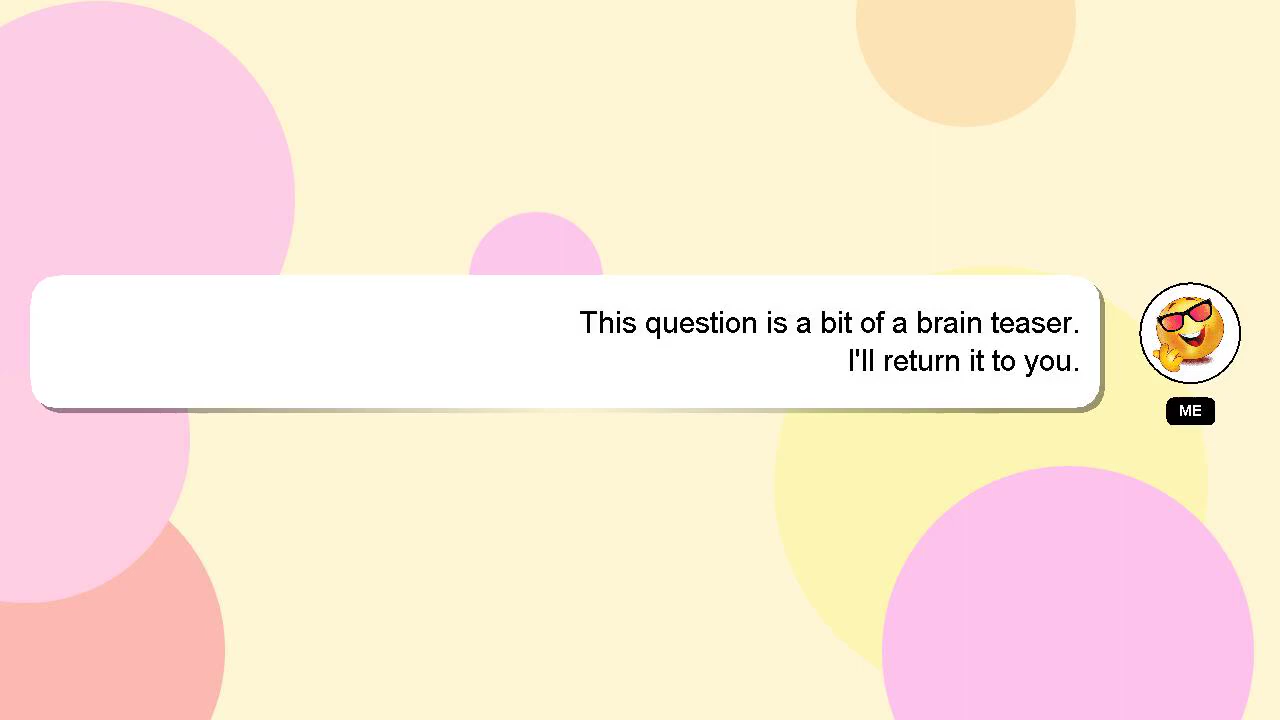 This question is a bit of a brain teaser.
I'll return it to you.
ME